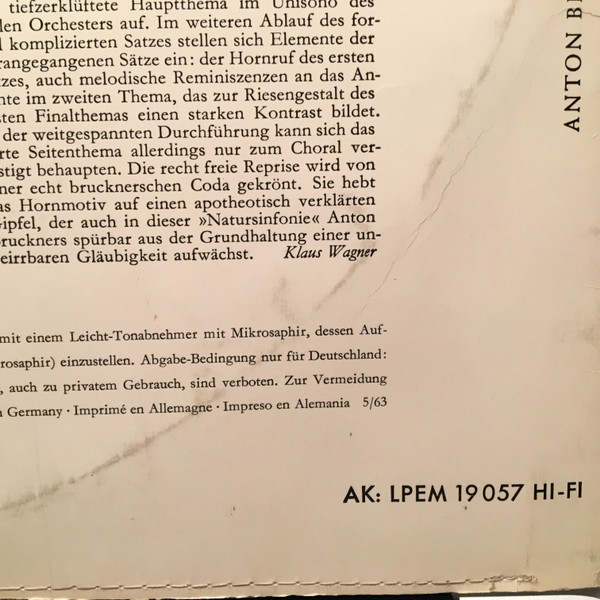 tiefzerklüftete Hauptthema im Unisono des
len Orchesters auf. Im weiteren Ablauf des for-
l komplizierten Satzes stellen sich Elemente der
rangegangenen Sätze ein: der Hornruf des ersten
tzes, auch melodische Reminiszenzen an das An-
nte im zweiten Thema, das zur Riesengestalt des
sten Finalthemas einen starken Kontrast bildet.
der weitgespannten Durchführung kann sich das
rte Seitenthema allerdings nur zum Choral ver-
stigt behaupten. Die recht freie Reprise wird von
ner echt brucknerschen Coda gekrönt. Sie hebt
as Hornmotiv auf einen apotheotisch verklärten
ipfel, der auch in dieser »Natursinfonie« Anton
ruckners spürbar aus der Grundhaltung einer un-
eirrbaren Gläubigkeit aufwächst. Klaus Wagner
mit einem Leicht-Tonabnehmer mit Mikrosaphir, dessen Auf-
rosaphir) einzustellen. Abgabe-Bedingung nur für Deutschland:
, auch zu privatem Gebrauch, sind verboten. Zur Vermeidung
n Germany · Imprimé en Allemagne · Impreso en Alemania 5/63
AK: LPEM 19 057 HI-FI
ANTON B